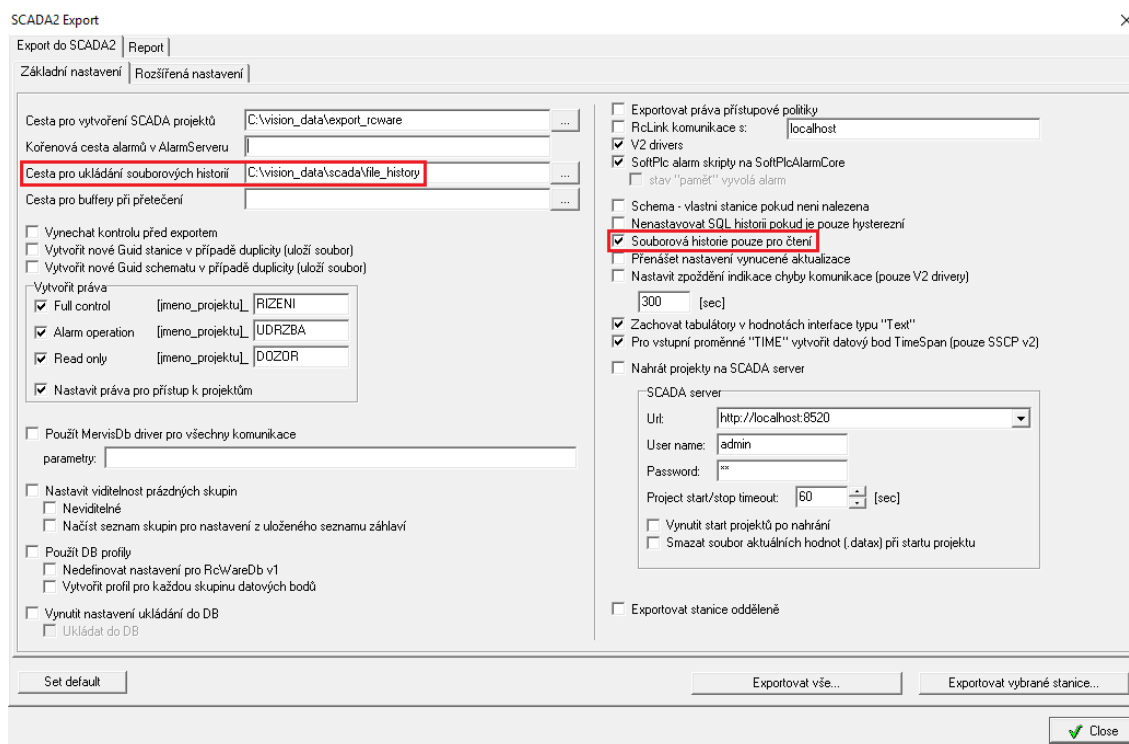 SCADA2 Export
Export do SCADA2
Report
Základní nastavení
Rozšířená nastavení
Cesta pro vytvoření SCADA projektů
C:\vision_data\export_rcware
...
Kořenová cesta alarmů v AlarmServeru
Cesta pro ukládání souborových historií
C:\vision_data\scada\file_history
...
Cesta pro buffery při přetečení
...
Vynechat kontrolu před exportem
Vytvořit nové Guid stanice v případě duplicity (uloží soubor)
Vytvořit nové Guid schematu v případě duplicity (uloží soubor)
Vytvořit práva
Full control [jmeno_projektu]_ RIZENI
Alarm operation [jmeno_projektu]_ UDRZBA
Read only [jmeno_projektu]_ DOZOR
Nastavit práva pro přístup k projektům
Použít MervisDb driver pro všechny komunikace
parametry:
Nastavit viditelnost prázdných skupin
Neviditelné
Načíst seznam skupin pro nastavení z uloženého seznamu záhlaví
Použít DB profily
Nedefinovat nastavení pro RcWareDb v1
Vytvořit profil pro každou skupinu datových bodů
Vynutit nastavení ukládání do DB
Ukládat do DB
Exportovat práva přístupové politiky
RcLink komunikace s: localhost
V2 drivers
SoftPlc alarm skripty na SoftPlcAlarmCore
stav "paměť" vyvolá alarm
Schema - vlastni stanice pokud neni nalezena
Nenastavovat SQL historii pokud je pouze hysterezní
Souborová historie pouze pro čtení
Přenášet nastavení vynucené aktualizace
Nastavit zpoždění indikace chyby komunikace (pouze V2 drivery)
300 [sec]
Zachovat tabulátory v hodnotách interface typu "Text"
Pro vstupní proměnné "TIME" vytvořit datový bod TimeSpan (pouze SSCP v2)
Nahrát projekty na SCADA server
SCADA server
Url: http://localhost:8520
User name: admin
Password: **
Project start/stop timeout: 60 [sec]
Vynutit start projektů po nahrání
Smazat soubor aktuálních hodnot (.datax) při startu projektu
Exportovat stanice odděleně
Set default
Exportovat vše...
Exportovat vybrané stanice...
Close